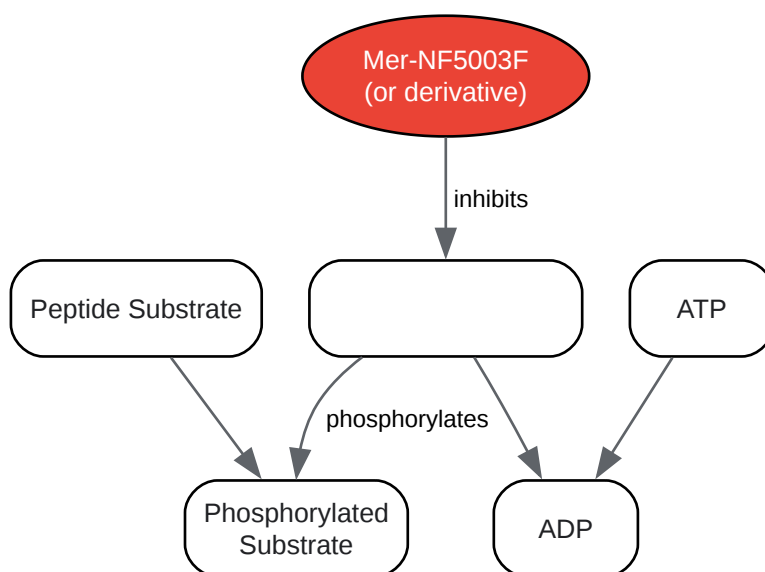 Mer-NF5003F
(or derivative)
inhibits
Peptide Substrate
ATP
phosphorylates
Phosphorylated
Substrate
ADP